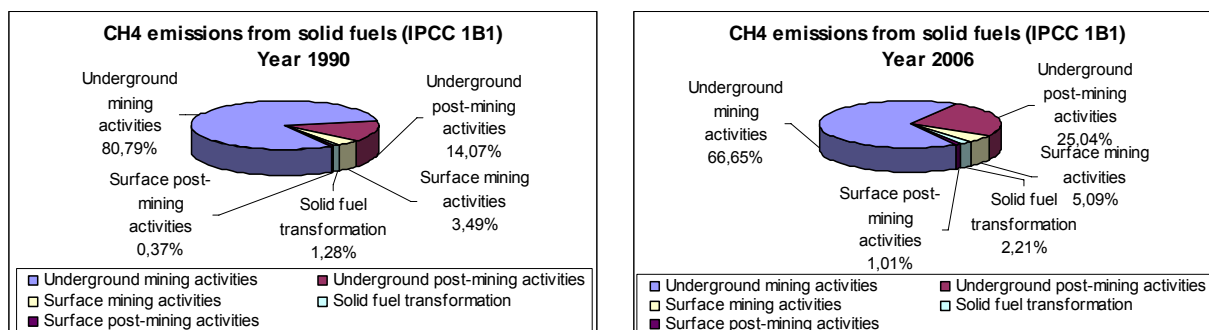 CH4 emissions from solid fuels (IPCC 1B1)
Year 1990
Underground
mining
activities
80,79%
Underground
post-mining
activities
14,07%
Surface post-
mining
activities
0,37%
Solid fuel
transformation
1,28%
Surface mining
activities
3,49%
Underground mining activities
Underground post-mining activities
Surface mining activities
Solid fuel transformation
Surface post-mining activities
CH4 emissions from solid fuels (IPCC 1B1)
Year 2006
Underground
mining
activities
66,65%
Underground
post-mining
activities
25,04%
Surface mining
activities
5,09%
Surface post-
mining
activities
1,01%
Solid fuel
transformation
2,21%
Underground mining activities
Underground post-mining activities
Surface mining activities
Solid fuel transformation
Surface post-mining activities